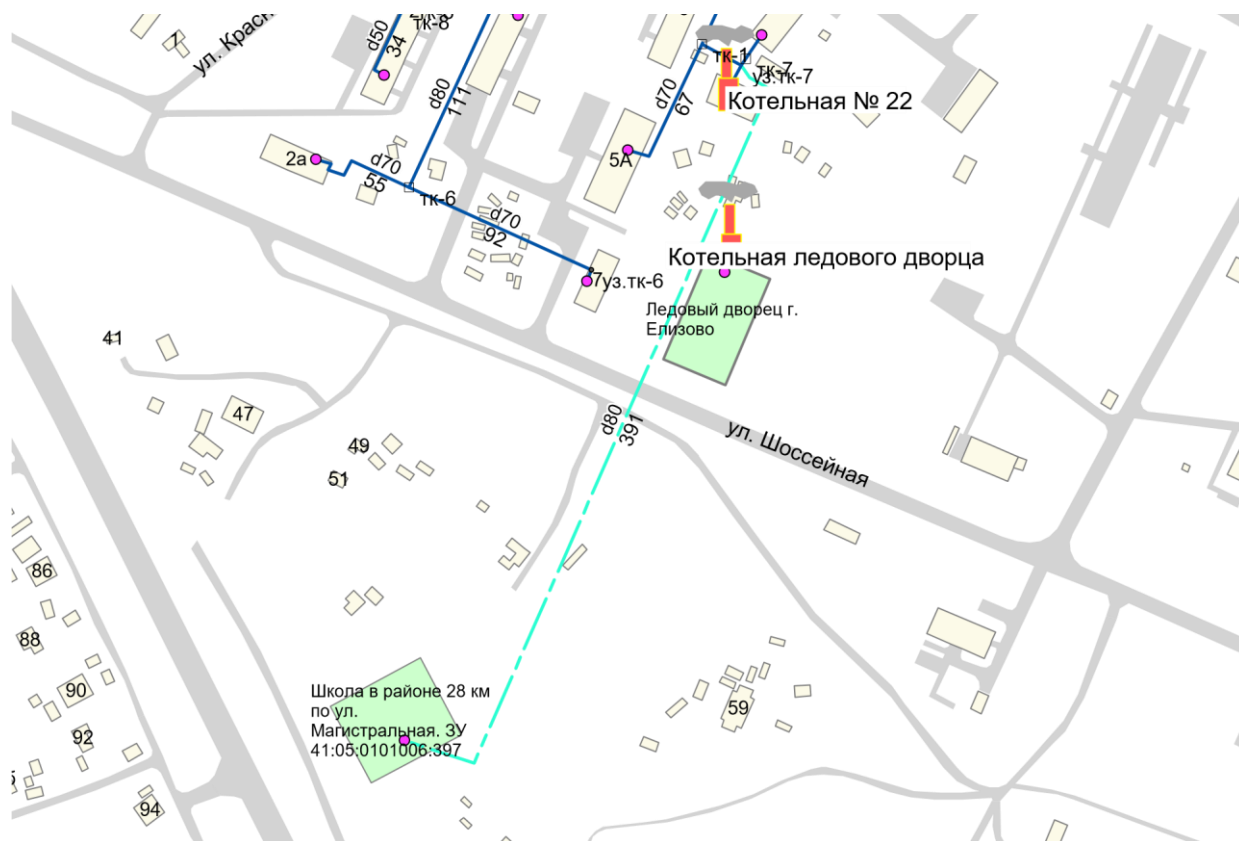 ул. Красн
тк-8
d50
34
d80
111
тк-1
тк-7
уз.тк-7
Котельная № 22
d70
67
5А
2а
d70
55
тк-6
d70
92
7
уз.тк-6
Котельная ледового дворца
Ледовый дворец г.
Елизово
41
47
49
51
d80
391
ул. Шоссейная
86
88
90
92
94
59
Школа в районе 28 км
по ул.
Магистральная. ЗУ
41:05:0101006:397